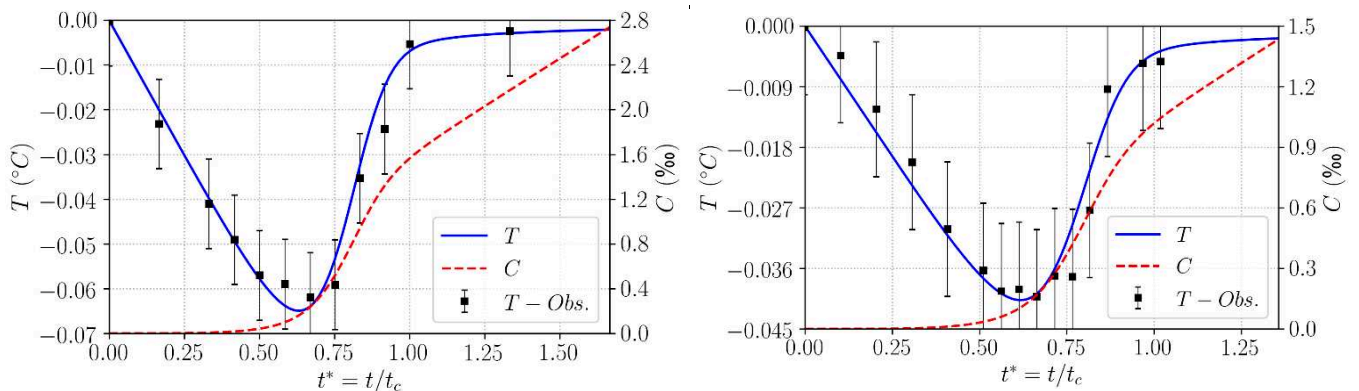 0.00
−0.01
−0.02
−0.03
−0.04
−0.05
−0.06
−0.07
T (°C)
0.00 0.25 0.50 0.75 1.00 1.25 1.50
t* = t/t_c
2.8
2.4
2.0
1.6
1.2
0.8
0.4
0.0
C (‰)
T
C
T − Obs.
−0.000
−0.009
−0.018
−0.027
−0.036
−0.045
T (°C)
0.00 0.25 0.50 0.75 1.00 1.25
t* = t/t_c
1.5
1.2
0.9
0.6
0.3
0.0
C (‰)
T
C
T − Obs.